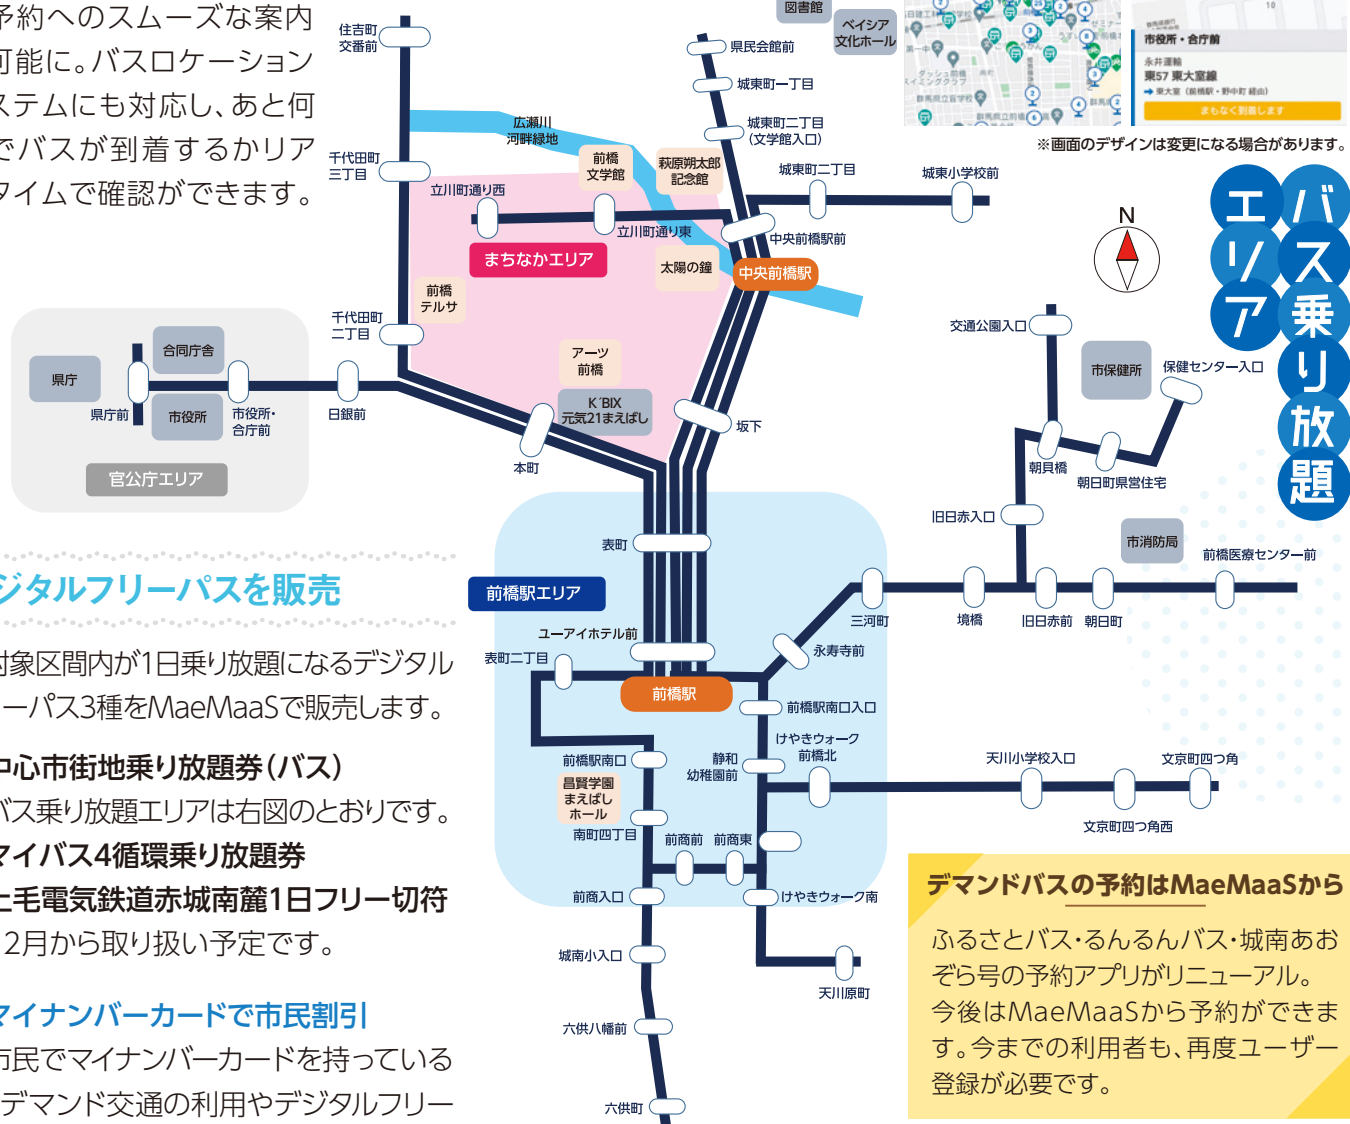 予約へのスムーズな案内
可能に。バスロケーション
ステムにも対応し、あと何
でバスが到着するかリア
タイムで確認ができます。
図書館
ベイシア
文化ホール
市役所・合庁前
永井運輸
東57 東大室線
➡ 東大室(前橋駅・野中町 経由)
まもなく到着します
※画面のデザインは変更になる場合があります。
バス乗り放題
エリア
N
住吉町
交番前
千代田町
三丁目
千代田町
二丁目
広瀬川
河畔緑地
前橋
文学館
萩原朔太郎
記念館
立川町通り西
立川町通り東
まちなかエリア
太陽の鐘
前橋
テルサ
アーツ
前橋
K'BIX
元気21まえばし
県民会館前
城東町一丁目
城東町二丁目
(文学館入口)
城東町二丁目
城東小学校前
中央前橋駅前
中央前橋駅
坂下
本町
日銀前
市役所・
合庁前
県庁前
県庁
合同庁舎
市役所
官公庁エリア
交通公園入口
市保健所
保健センター入口
朝貝橋
朝日町県営住宅
旧日赤入口
市消防局
前橋医療センター前
三河町
境橋
旧日赤前
朝日町
表町
前橋駅エリア
ユーアイホテル前
表町二丁目
永寿寺前
前橋駅
前橋駅南口入口
前橋駅南口
静和
幼稚園前
けやきウォーク
前橋北
天川小学校入口
文京町四つ角
文京町四つ角西
昌賢学園
まえばし
ホール
南町四丁目
前商前
前商東
前商入口
けやきウォーク南
城南小入口
天川原町
六供八幡前
六供町
ジタルフリーパスを販売
対象区間内が1日乗り放題になるデジタル
ーパス3種をMaeMaaSで販売します。
中心市街地乗り放題券(バス)
バス乗り放題エリアは右図のとおりです。
マイバス4循環乗り放題券
上毛電気鉄道赤城南麓1日フリー切符
2月から取り扱い予定です。
マイナンバーカードで市民割引
市民でマイナンバーカードを持っている
デマンド交通の利用やデジタルフリー
デマンドバスの予約はMaeMaaSから
ふるさとバス・るんるんバス・城南あお
ぞら号の予約アプリがリニューアル。
今後はMaeMaaSから予約ができま
す。今までの利用者も、再度ユーザー
登録が必要です。